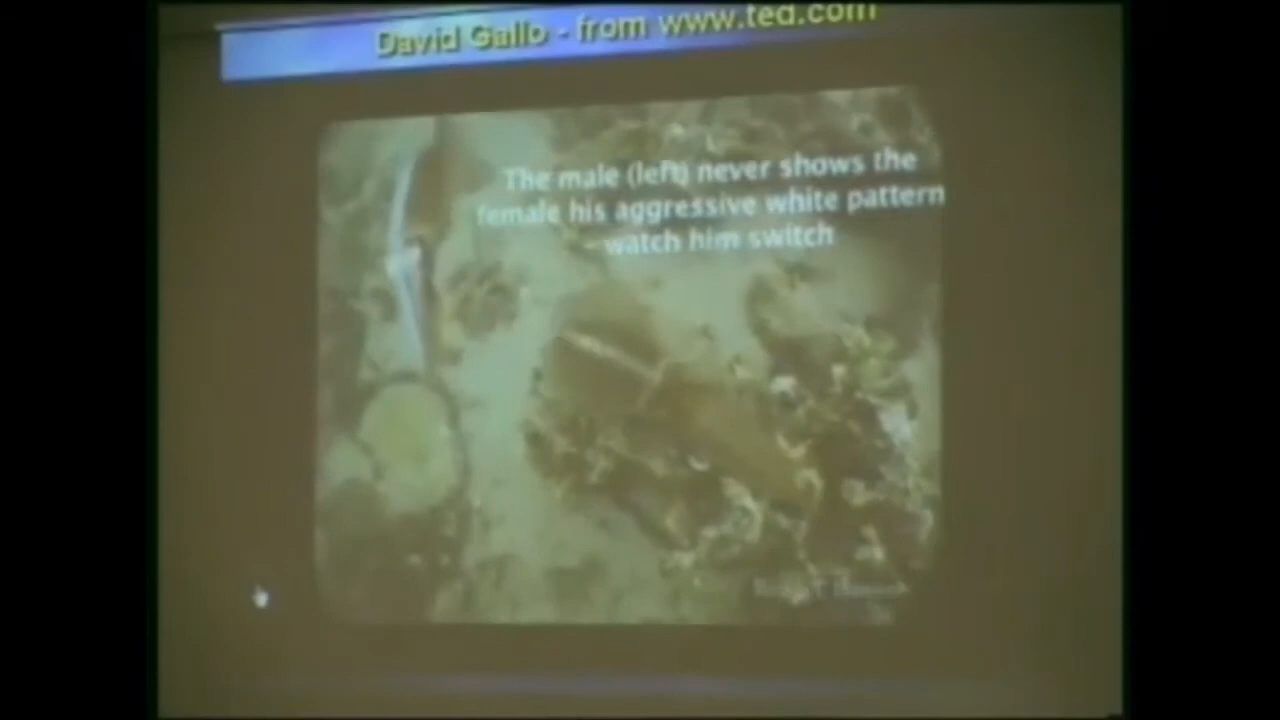 David Gallo - from www.ted.com
The male (left) never shows the
female his aggressive white pattern
- watch him switch